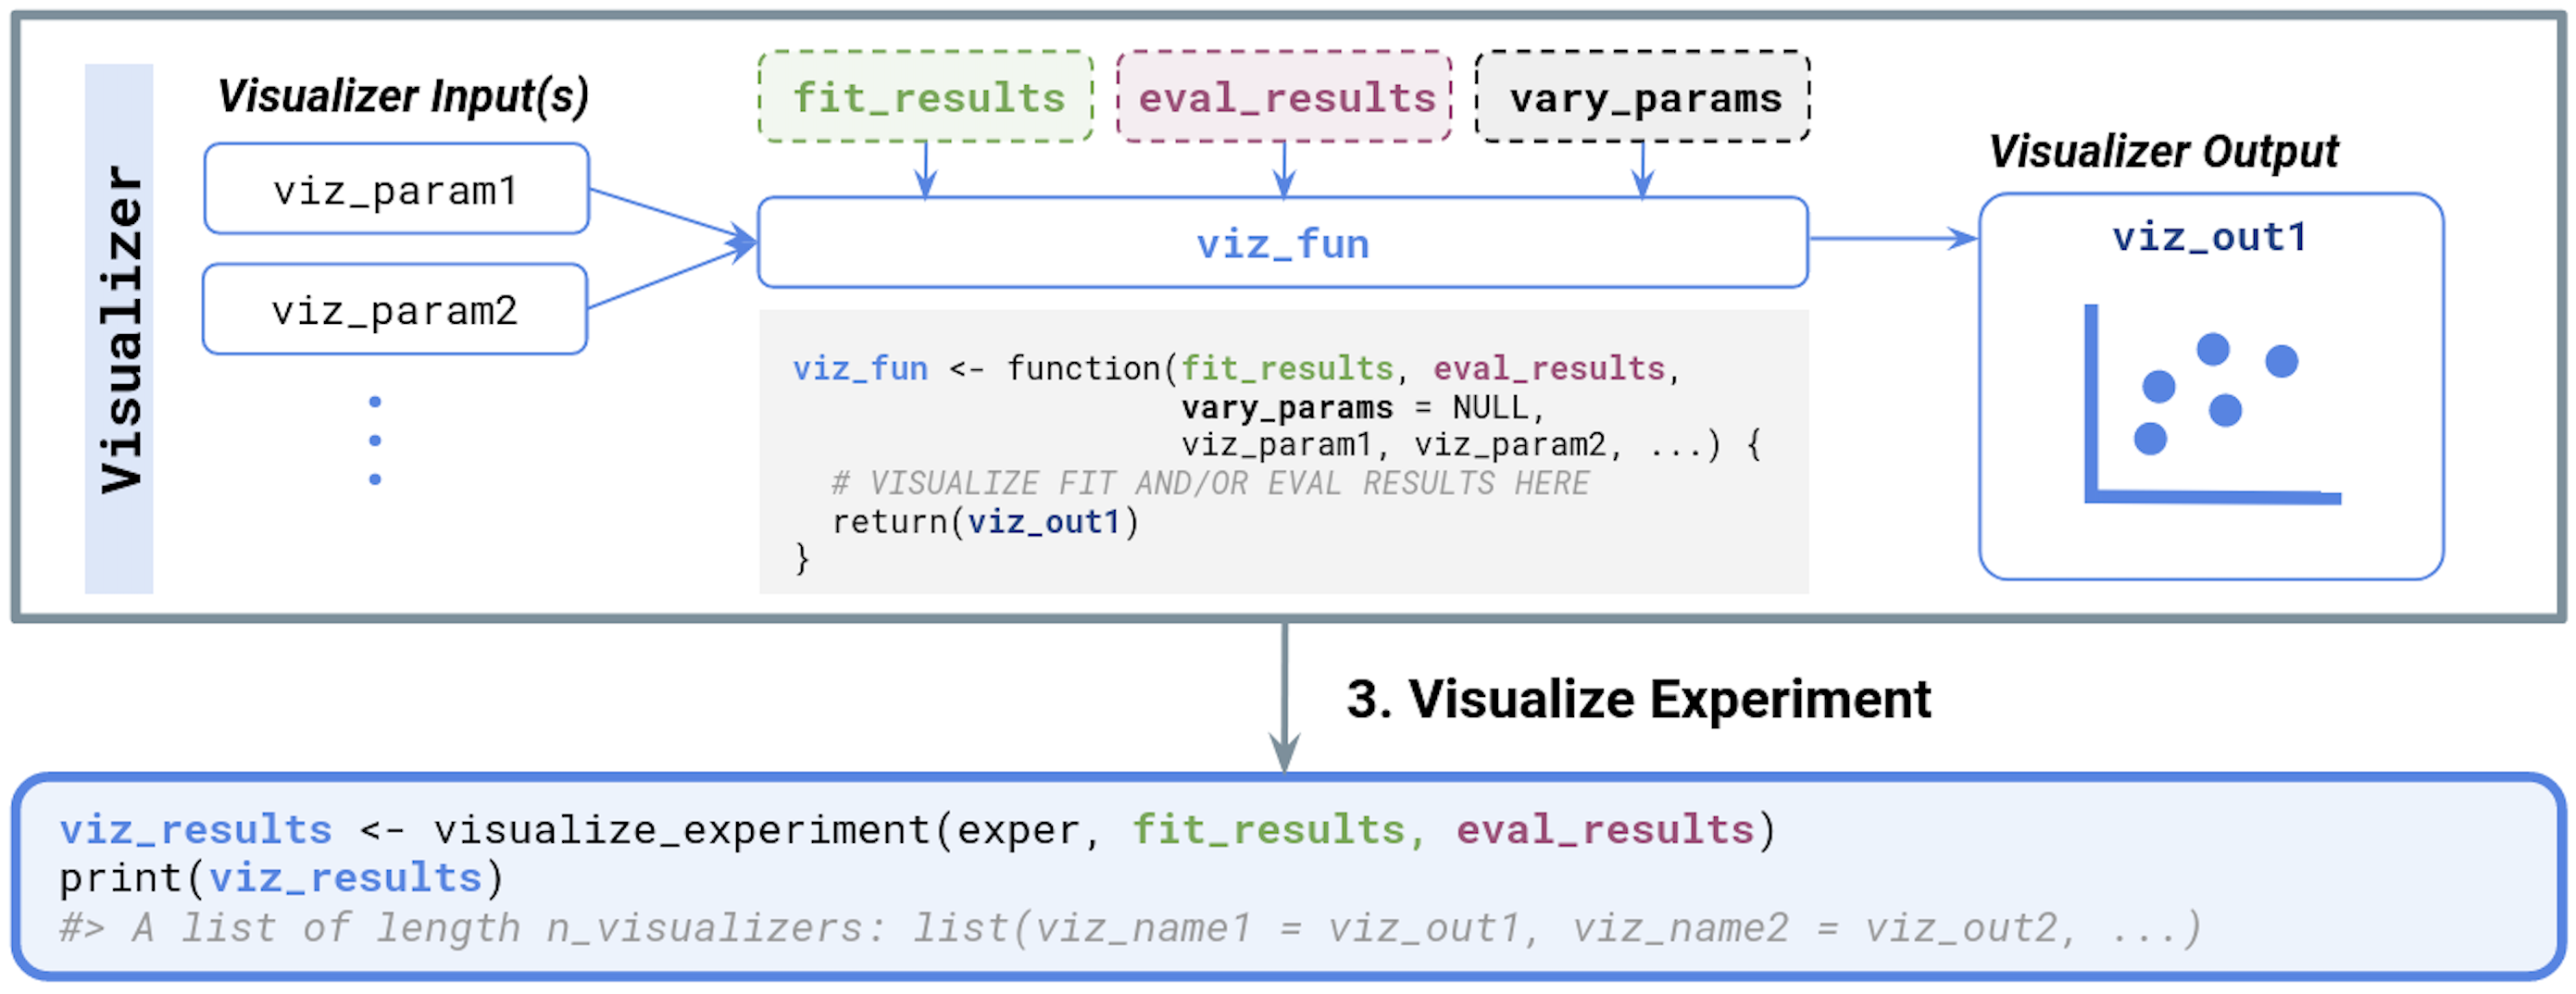 Visualizer
Visualizer Input(s)
viz_param1
viz_param2
fit_results
eval_results
vary_params
viz_fun
viz_fun <- function(fit_results, eval_results,
vary_params = NULL,
viz_param1, viz_param2, ...) {
# VISUALIZE FIT AND/OR EVAL RESULTS HERE
return(viz_out1)
}
Visualizer Output
viz_out1
3. Visualize Experiment
viz_results <- visualize_experiment(exper, fit_results, eval_results)
print(viz_results)
#> A list of length n_visualizers: list(viz_name1 = viz_out1, viz_name2 = viz_out2, ...)